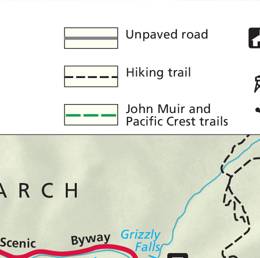 Unpaved road
Hiking trail
John Muir and
Pacific Crest trails
ARCH
Scenic Byway
Grizzly
Falls